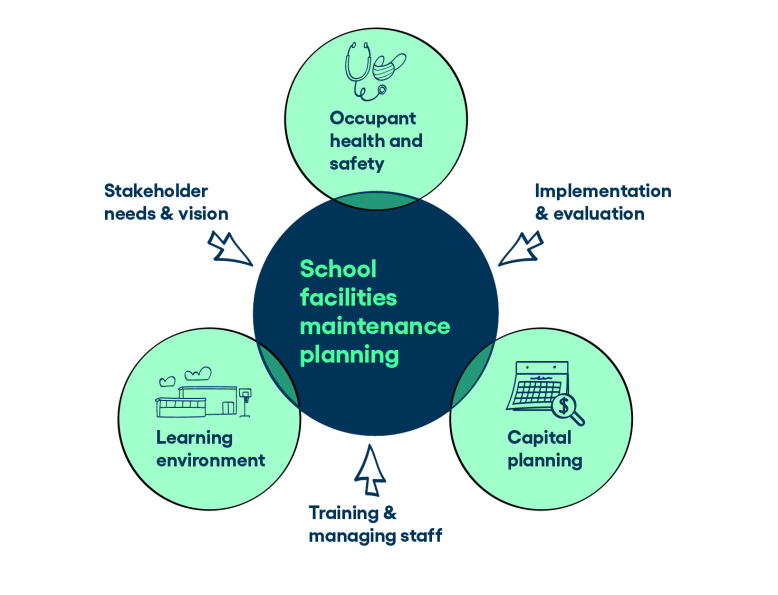 Occupant
health and
safety
Stakeholder
needs & vision
Implementation
& evaluation
School
facilities
maintenance
planning
Learning
environment
$
Capital
planning
Training &
managing staff